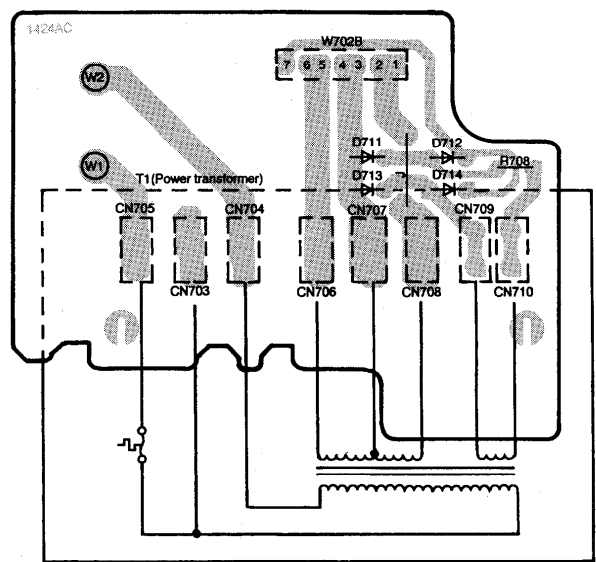 1424AC
W702B
7 6 5 4 3 2 1
W2
D711 D712
W1
R708
T1(Power transformer)
D713 D714
CN705 CN704 CN707 CN709
CN703 CN706 CN708 CN710